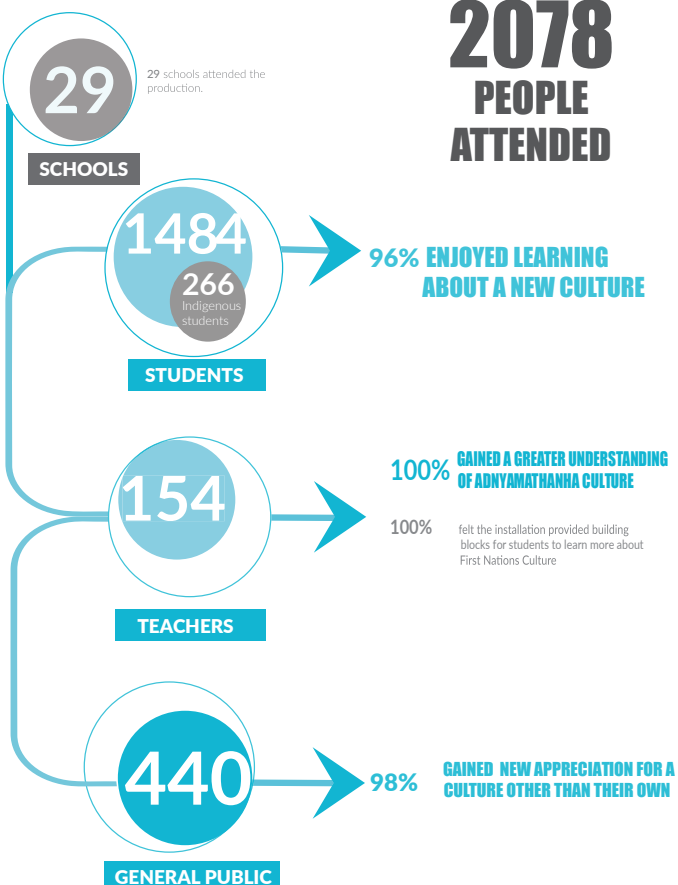 2078
PEOPLE
ATTENDED
29
29 schools attended the
production.
SCHOOLS
1484
266
Indigenous
students
STUDENTS
96% ENJOYED LEARNING
ABOUT A NEW CULTURE
154
TEACHERS
100% GAINED A GREATER UNDERSTANDING
OF ADNYAMATHANHA CULTURE
100% felt the installation provided building
blocks for students to learn more about
First Nations Culture
440
GENERAL PUBLIC
98% GAINED NEW APPRECIATION FOR A
CULTURE OTHER THAN THEIR OWN